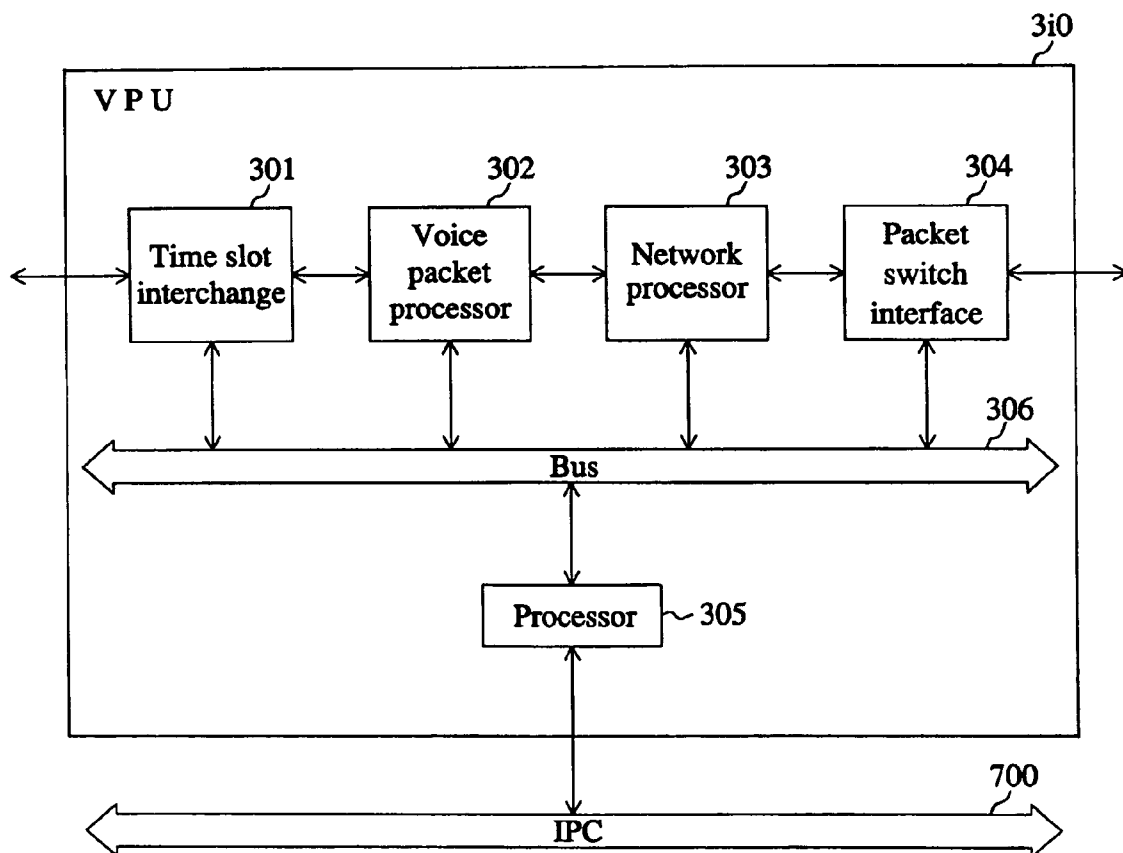 3i0
V P U
301
302
303
304
Time slot
interchange
Voice
packet
processor
Network
processor
Packet
switch
interface
306
Bus
Processor
305
700
IPC